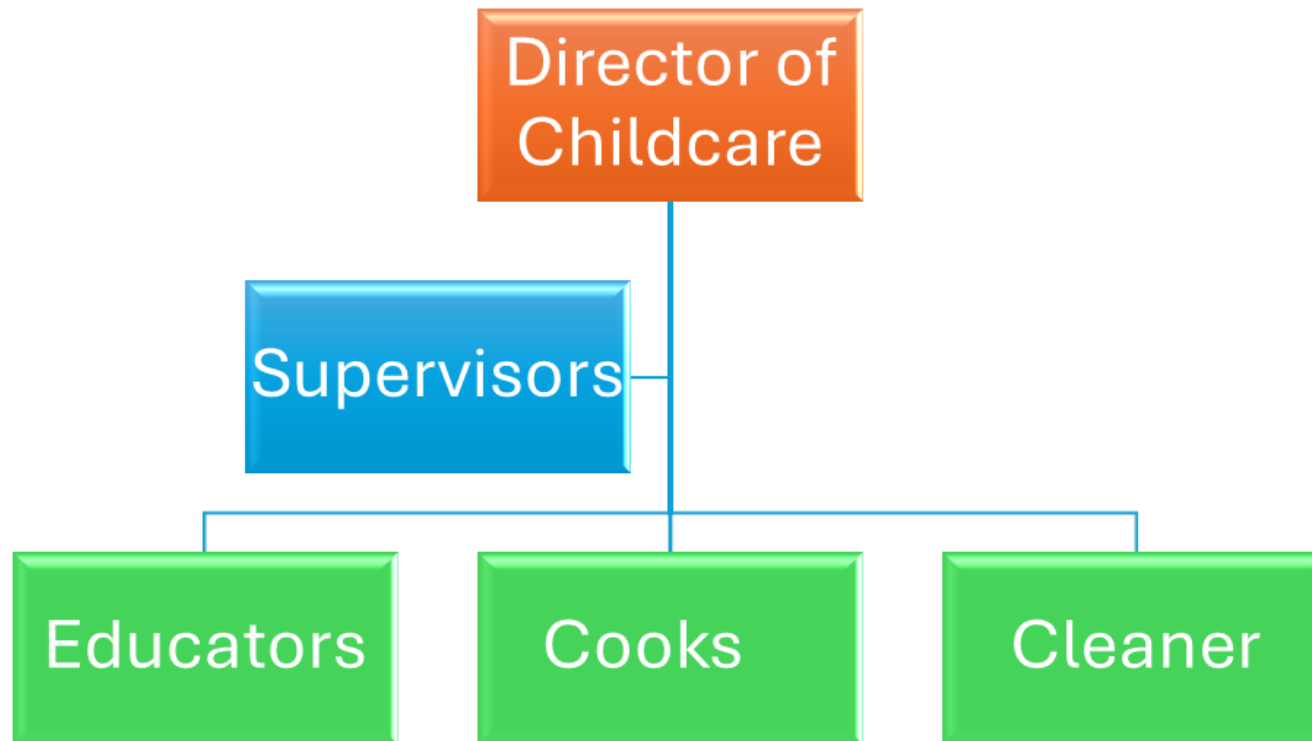 Director of
Childcare
Supervisors
Educators
Cooks
Cleaner